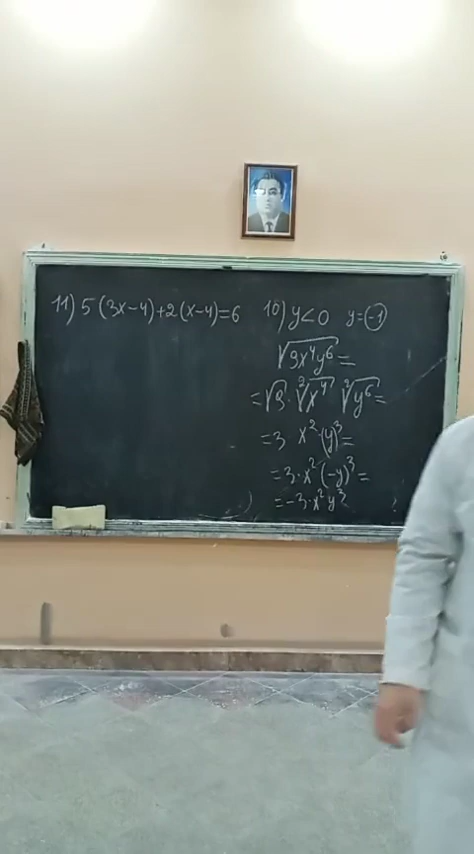 11) 5(3x-4)+2(x-4)=6
10) y<0 y=(-1)
√9x⁴y⁶=
=√9·²√x⁴ ²√y⁶=
=3 x²·(y)³=
=3·x²(-y)³=
=-3·x²y³